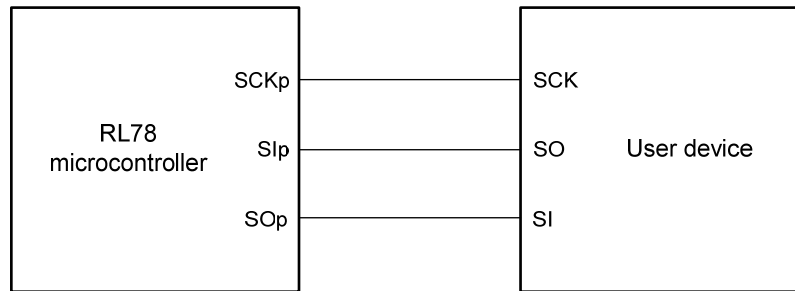 SCKp
SCK
RL78
microcontroller
SIp
SO
User device
SOp
SI